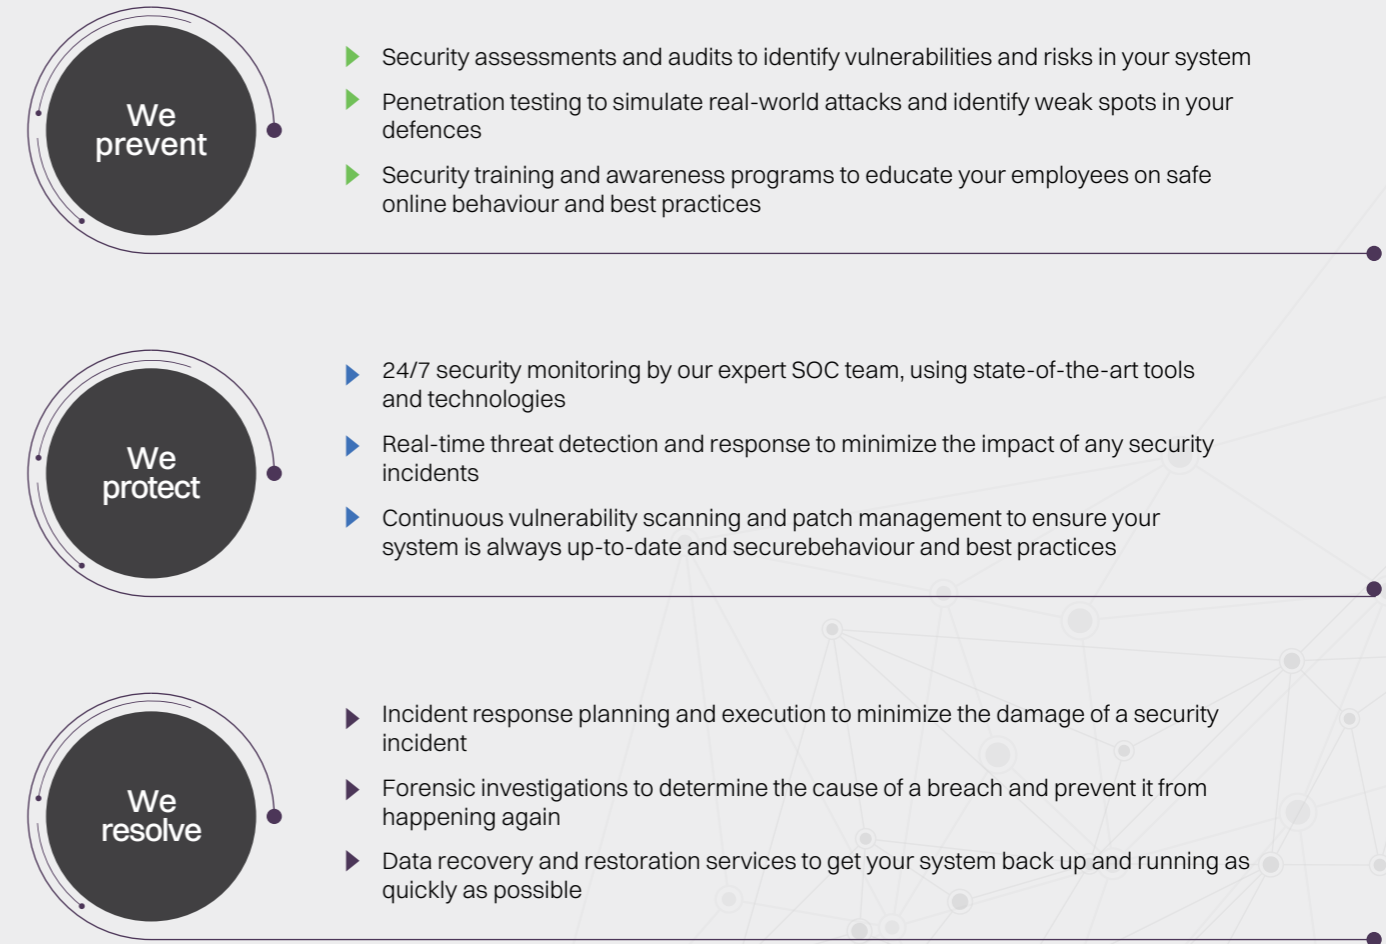 We
prevent
Security assessments and audits to identify vulnerabilities and risks in your system
Penetration testing to simulate real-world attacks and identify weak spots in your
defences
Security training and awareness programs to educate your employees on safe
online behaviour and best practices
We
protect
24/7 security monitoring by our expert SOC team, using state-of-the-art tools
and technologies
Real-time threat detection and response to minimize the impact of any security
incidents
Continuous vulnerability scanning and patch management to ensure your
system is always up-to-date and securebehaviour and best practices
We
resolve
Incident response planning and execution to minimize the damage of a security
incident
Forensic investigations to determine the cause of a breach and prevent it from
happening again
Data recovery and restoration services to get your system back up and running as
quickly as possible